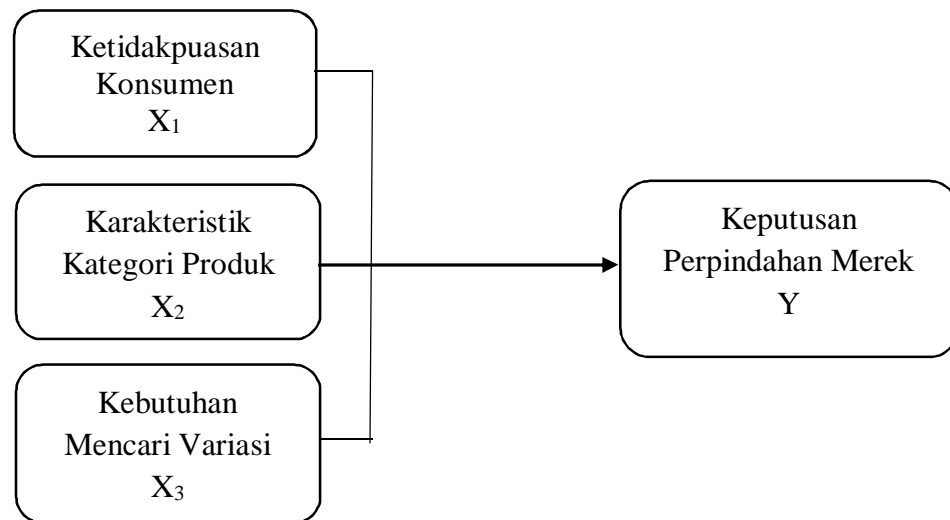 Ketidakpuasan
Konsumen
X₁
Karakteristik
Kategori Produk
X₂
Kebutuhan
Mencari Variasi
X₃
Keputusan
Perpindahan Merek
Y